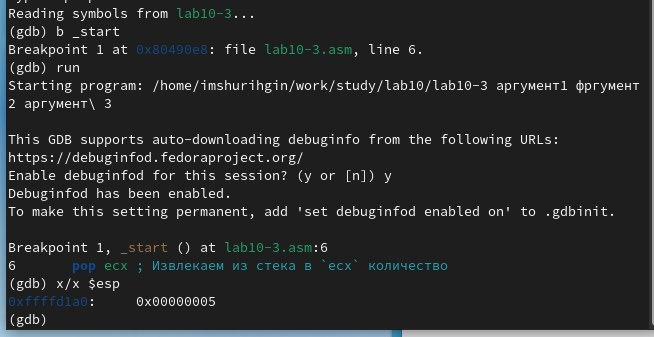 Reading symbols from lab10-3...
(gdb) b _start
Breakpoint 1 at 0x80490e8: file lab10-3.asm, line 6.
(gdb) run
Starting program: /home/imshurihgin/work/study/lab10/lab10-3 аргумент1 фргумент
2 аргумент\ 3
This GDB supports auto-downloading debuginfo from the following URLs:
https://debuginfod.fedoraproject.org/
Enable debuginfod for this session? (y or [n]) y
Debuginfod has been enabled.
To make this setting permanent, add 'set debuginfod enabled on' to .gdbinit.
Breakpoint 1, _start () at lab10-3.asm:6
6 pop ecx ; Извлекаем из стека в `ecx` количество
(gdb) x/x $esp
0xffffd1a0: 0x00000005
(gdb)